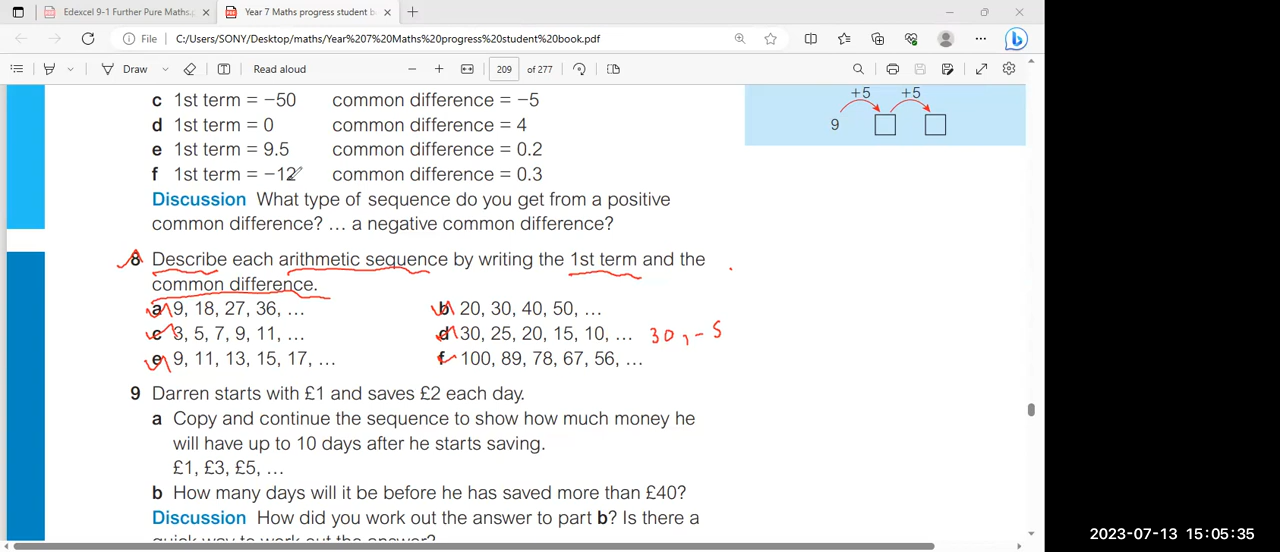 Edexcel 9-1 Further Pure Maths.p
Year 7 Maths progress student b
File
C:/Users/SONY/Desktop/maths/Year%207%20Maths%20progress%20student%20book.pdf
Draw
Read aloud
209
of 277
c 1st term = −50 common difference = −5
d 1st term = 0 common difference = 4
e 1st term = 9.5 common difference = 0.2
f 1st term = −12 common difference = 0.3
+5 +5
9
Discussion What type of sequence do you get from a positive
common difference? … a negative common difference?
8 Describe each arithmetic sequence by writing the 1st term and the
common difference.
a 9, 18, 27, 36, … b 20, 30, 40, 50, …
c 3, 5, 7, 9, 11, … d 30, 25, 20, 15, 10, … 30, -5
e 9, 11, 13, 15, 17, … f 100, 89, 78, 67, 56, …
9 Darren starts with £1 and saves £2 each day.
a Copy and continue the sequence to show how much money he
will have up to 10 days after he starts saving.
£1, £3, £5, …
b How many days will it be before he has saved more than £40?
Discussion How did you work out the answer to part b? Is there a
quick way to work out the answer?
2023-07-13 15:05:35